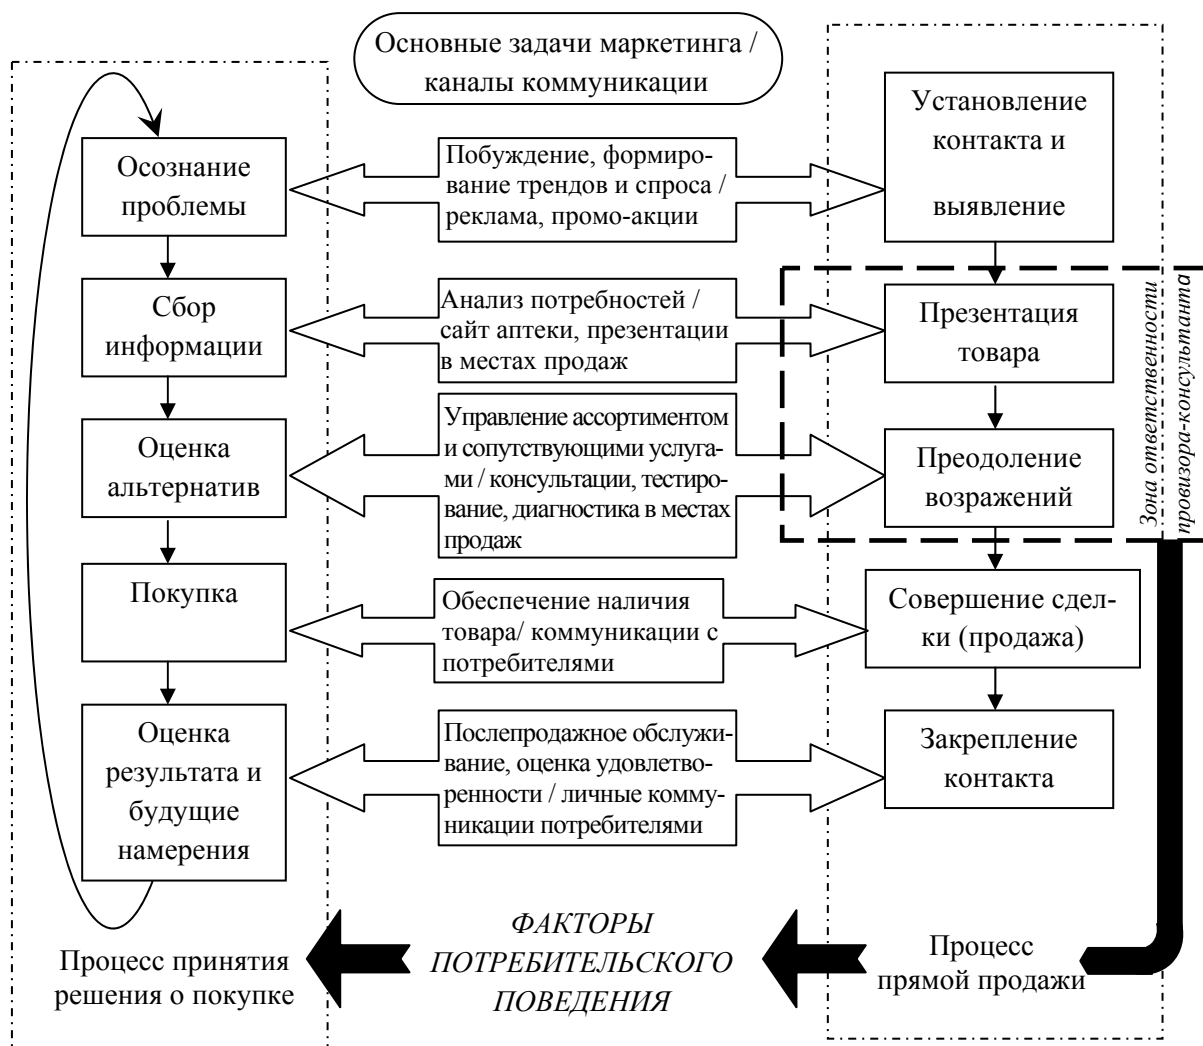 Основные задачи маркетинга /
каналы коммуникации
Осознание
проблемы
Побуждение, формиро-
вание трендов и спроса /
реклама, промо-акции
Установление
контакта и
выявление
Сбор
информации
Анализ потребностей /
сайт аптеки, презентации
в местах продаж
Презентация
товара
Зона ответственности
провизора-консультанта
Оценка
альтернатив
Управление ассортиментом
и сопутствующими услуга-
ми / консультации, тестиро-
вание, диагностика в местах
продаж
Преодоление
возражений
Покупка
Обеспечение наличия
товара/ коммуникации с
потребителями
Совершение сдел-
ки (продажа)
Оценка
результата и
будущие
намерения
Послепродажное обслужи-
вание, оценка удовлетво-
ренности / личные комму-
никации потребителями
Закрепление
контакта
Процесс принятия
решения о покупке
ФАКТОРЫ
ПОТРЕБИТЕЛЬСКОГО
ПОВЕДЕНИЯ
Процесс
прямой продажи